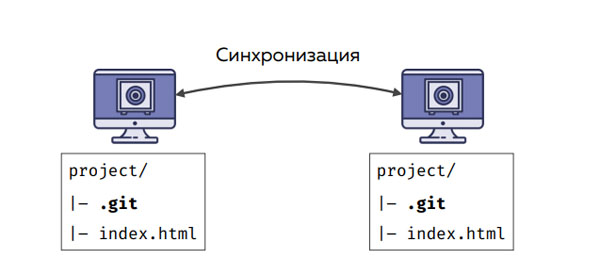 Синхронизация
project/
|– .git
|– index.html
project/
|– .git
|– index.html